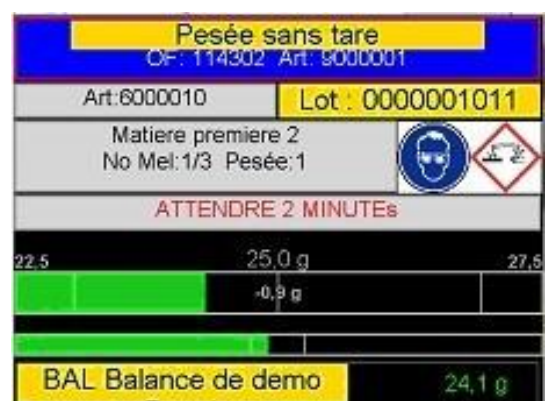 Pesée sans tare
OF: 114302 Art: 9000001
Art:6000010
Lot : 0000001011
Matiere premiere 2
No Mel:1/3 Pesée:1
ATTENDRE 2 MINUTEs
22,5
25,0 g
27,5
-0,9 g
BAL Balance de demo
24,1 g